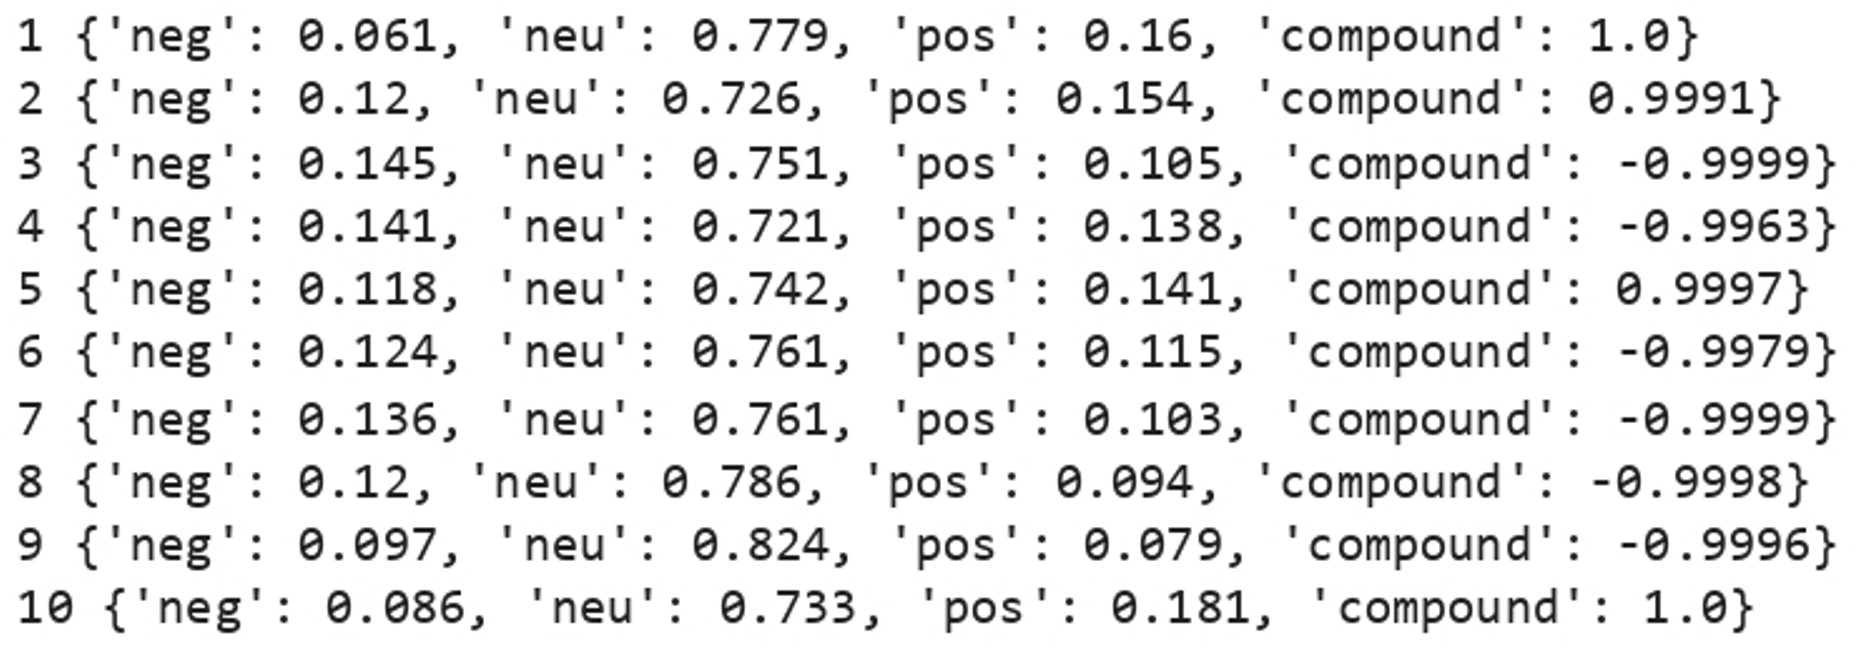 1 {'neg': 0.061, 'neu': 0.779, 'pos': 0.16, 'compound': 1.0}
2 {'neg': 0.12, 'neu': 0.726, 'pos': 0.154, 'compound': 0.9991}
3 {'neg': 0.145, 'neu': 0.751, 'pos': 0.105, 'compound': -0.9999}
4 {'neg': 0.141, 'neu': 0.721, 'pos': 0.138, 'compound': -0.9963}
5 {'neg': 0.118, 'neu': 0.742, 'pos': 0.141, 'compound': 0.9997}
6 {'neg': 0.124, 'neu': 0.761, 'pos': 0.115, 'compound': -0.9979}
7 {'neg': 0.136, 'neu': 0.761, 'pos': 0.103, 'compound': -0.9999}
8 {'neg': 0.12, 'neu': 0.786, 'pos': 0.094, 'compound': -0.9998}
9 {'neg': 0.097, 'neu': 0.824, 'pos': 0.079, 'compound': -0.9996}
10 {'neg': 0.086, 'neu': 0.733, 'pos': 0.181, 'compound': 1.0}